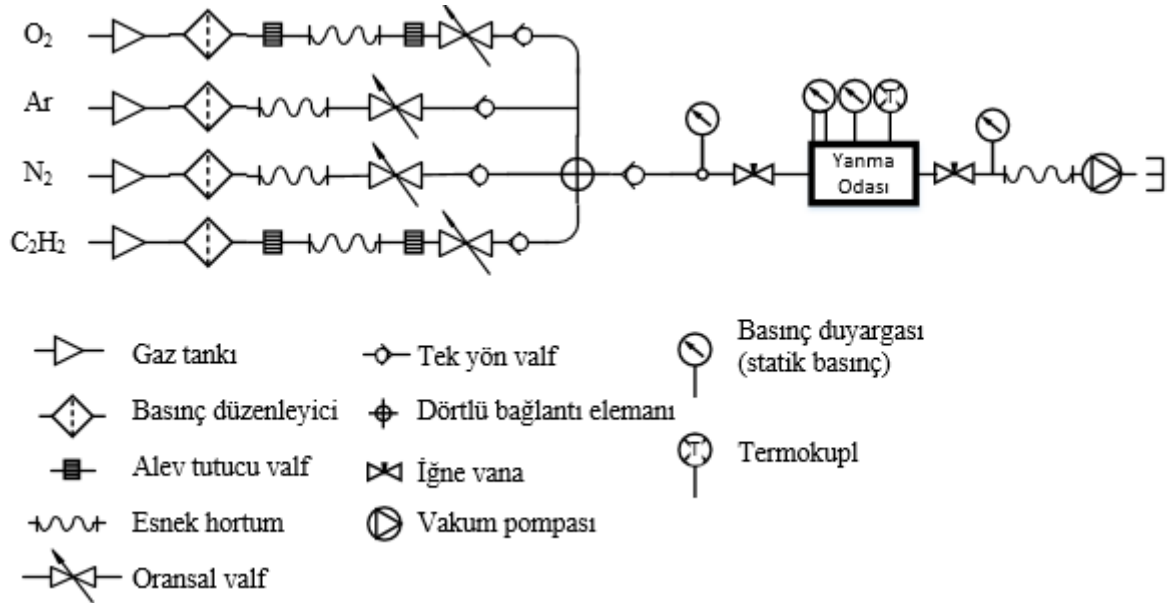 O₂
Ar
N₂
C₂H₂
T
Yanma
Odası
Gaz tankı
Basınç düzenleyici
Alev tutucu valf
Esnek hortum
Oransal valf
Tek yön valf
Dörtlü bağlantı elemanı
İğne vana
Vakum pompası
Basınç duyargası
(statik basınç)
T
Termokupl